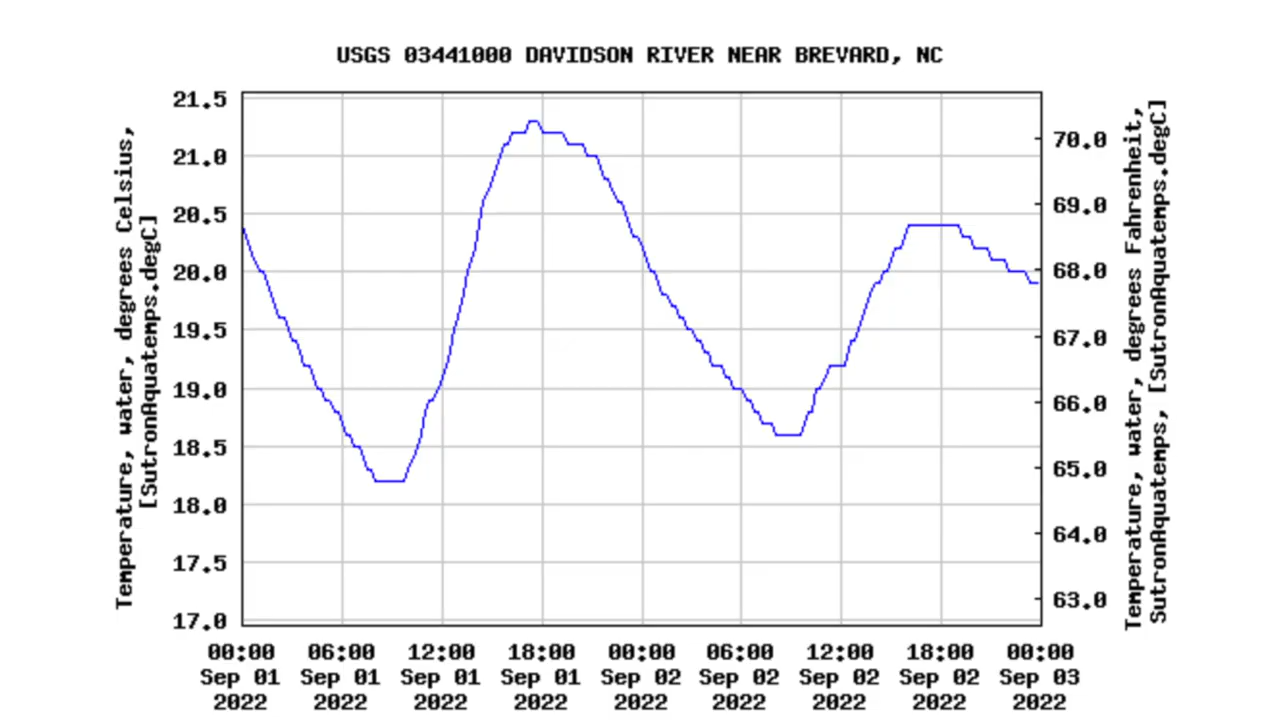 USGS 03441000 DAVIDSON RIVER NEAR BREVARD, NC
Temperature, water, degrees Celsius,
[SutronAquatemps.degC]
21.5
21.0
20.5
20.0
19.5
19.0
18.5
18.0
17.5
17.0
70.0
69.0
68.0
67.0
66.0
65.0
64.0
63.0
Temperature, water, degrees Fahrenheit,
SutronAquatemps, [SutronAquatemps.degC]
00:00 06:00 12:00 18:00 00:00 06:00 12:00 18:00 00:00
Sep 01 Sep 01 Sep 01 Sep 01 Sep 02 Sep 02 Sep 02 Sep 02 Sep 03
2022 2022 2022 2022 2022 2022 2022 2022 2022